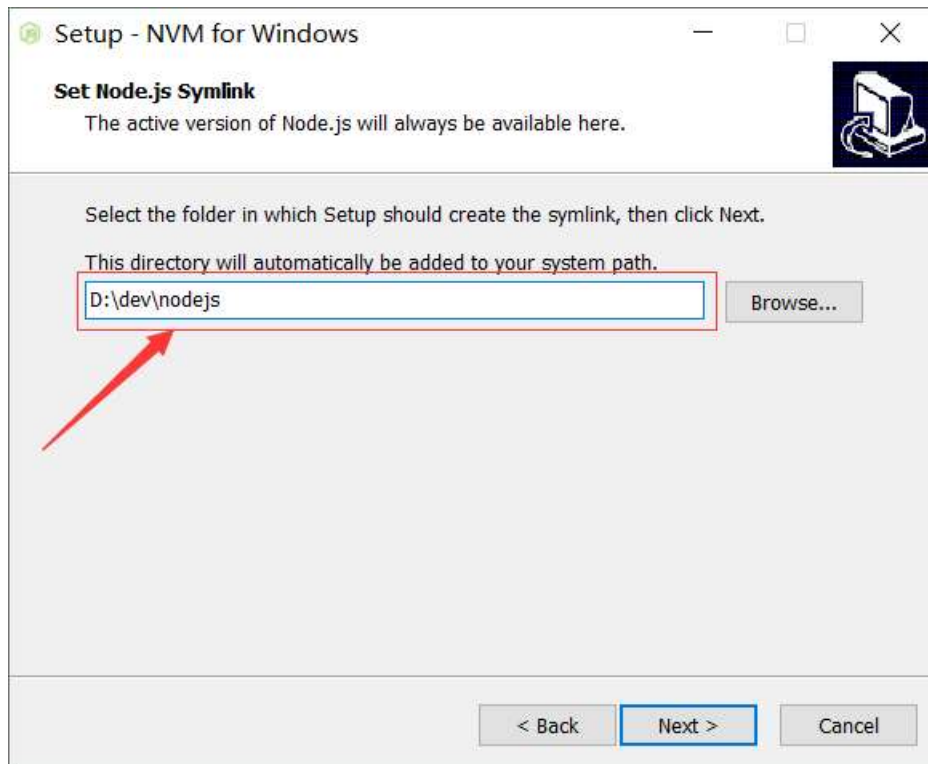 Setup - NVM for Windows
Set Node.js Symlink
The active version of Node.js will always be available here.
Select the folder in which Setup should create the symlink, then click Next.
This directory will automatically be added to your system path.
D:\dev\nodejs
Browse...
< Back
Next >
Cancel